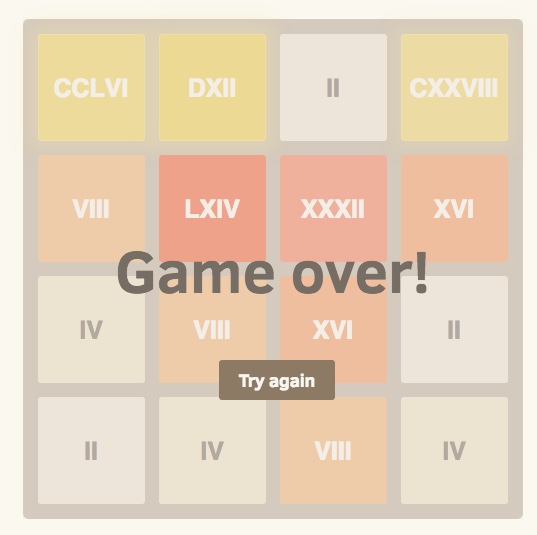 CCLVI DXII II CXXVIII
VIII LXIV XXXII XVI
Game over!
IV VIII XVI II
Try again
II IV VIII IV